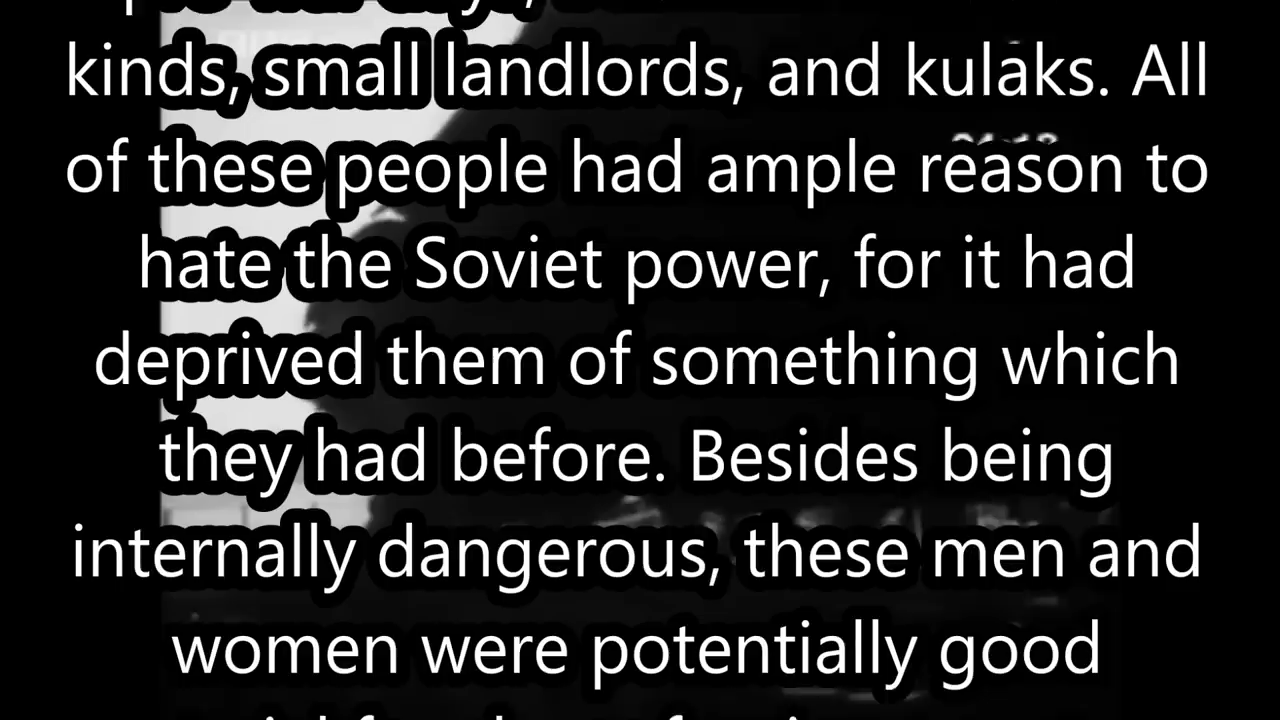 kinds, small landlords, and kulaks. All
of these people had ample reason to
hate the Soviet power, for it had
deprived them of something which
they had before. Besides being
internally dangerous, these men and
women were potentially good